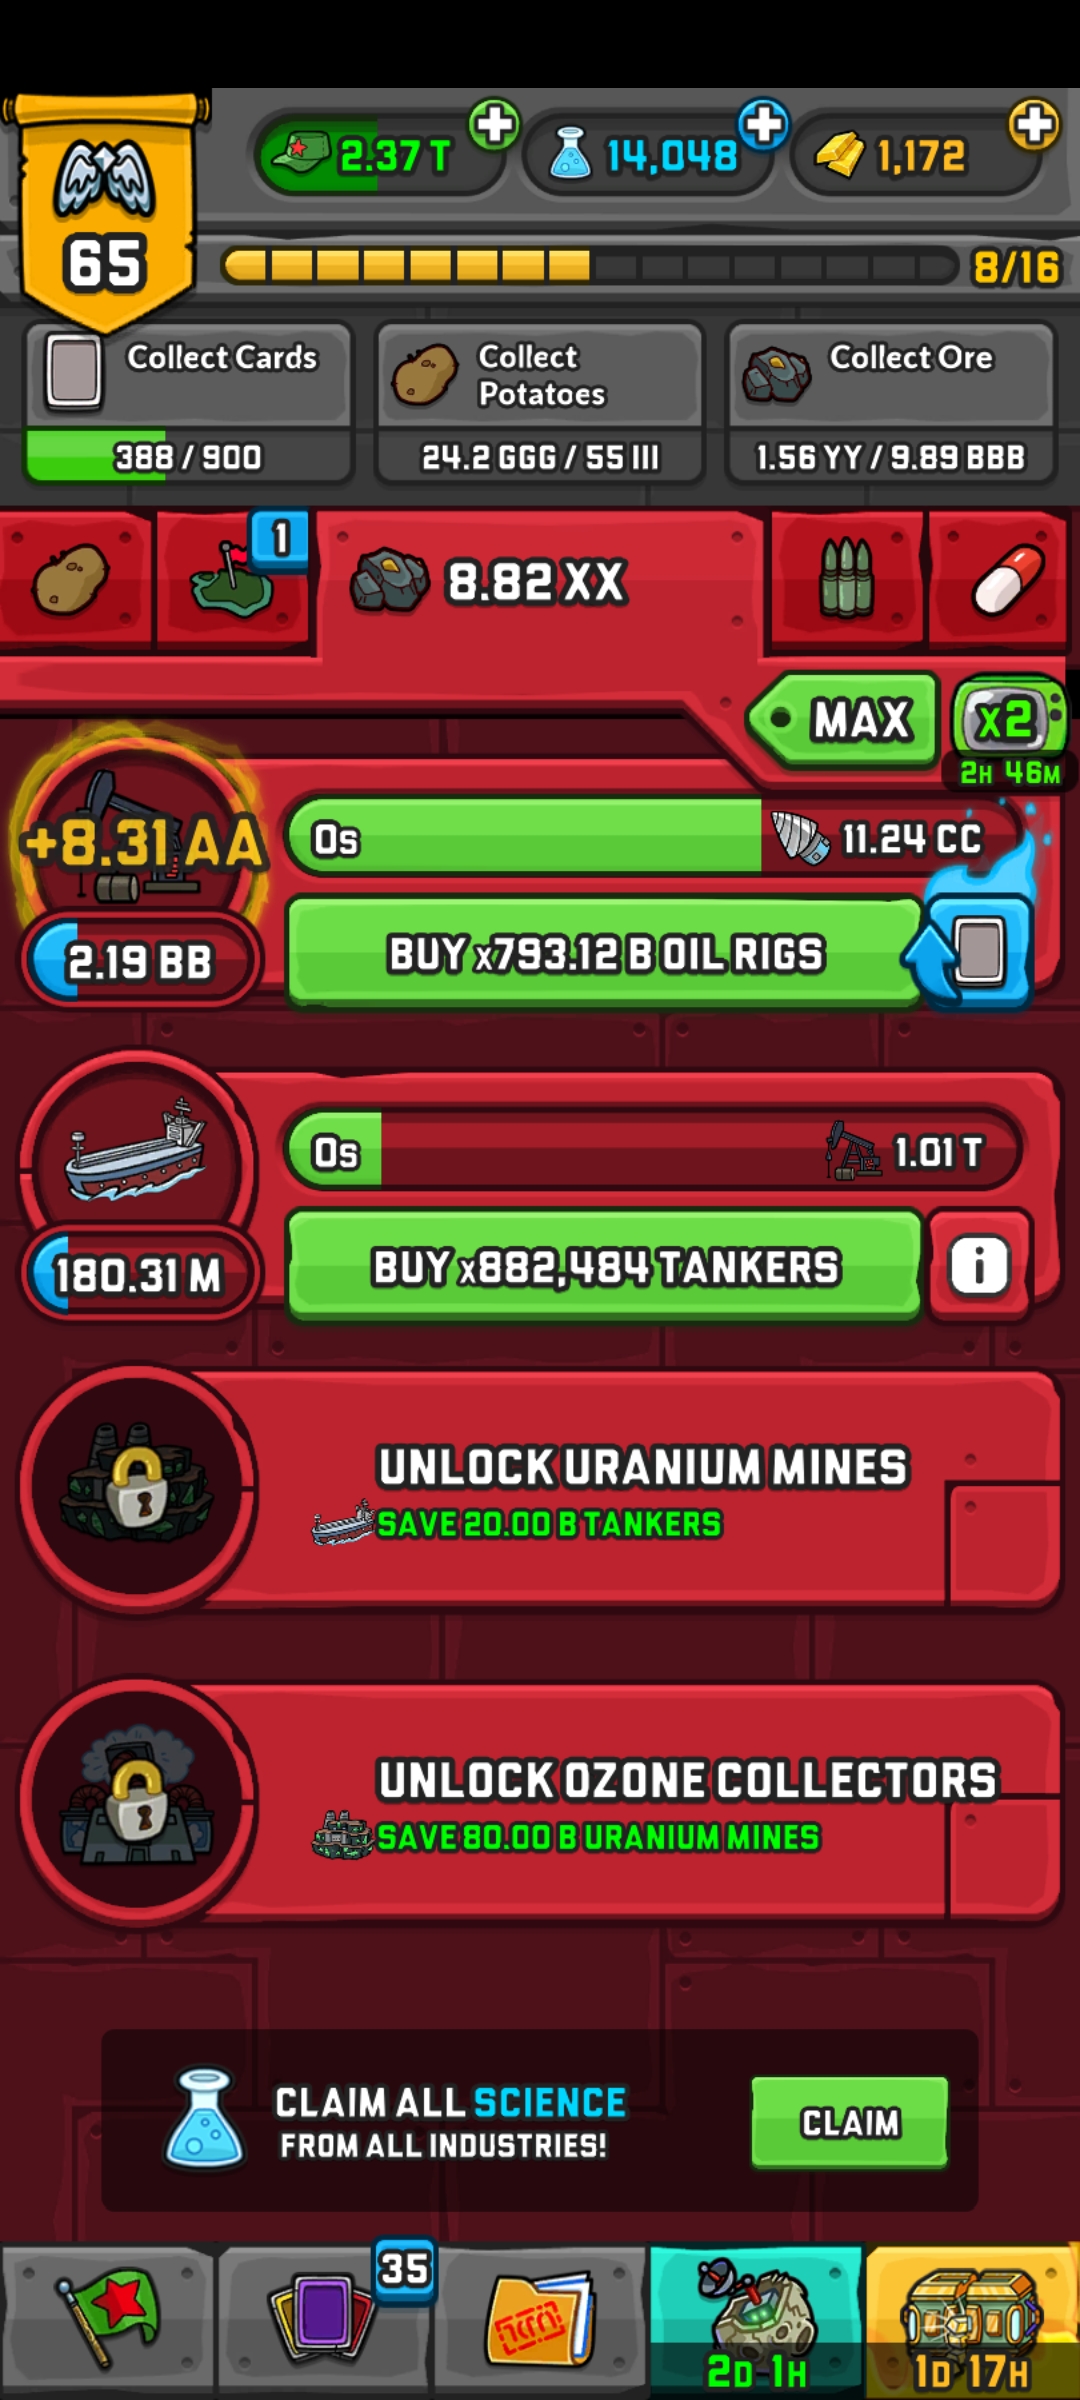 65
2.37 T
14,048
1,172
8/16
Collect Cards
388 / 900
Collect
Potatoes
24.2 GGG / 55 III
Collect Ore
1.56 YY / 9.89 BBB
1
8.82 XX
MAX
x2
2H 46M
+8.31 AA
0s
11.24 CC
2.19 BB
BUY x793.12 B OIL RIGS
0s
1.01 T
180.31 M
BUY x882,484 TANKERS
i
UNLOCK URANIUM MINES
SAVE 20.00 B TANKERS
UNLOCK OZONE COLLECTORS
SAVE 80.00 B URANIUM MINES
CLAIM ALL SCIENCE
FROM ALL INDUSTRIES!
CLAIM
35
2D 1H
1D 17H